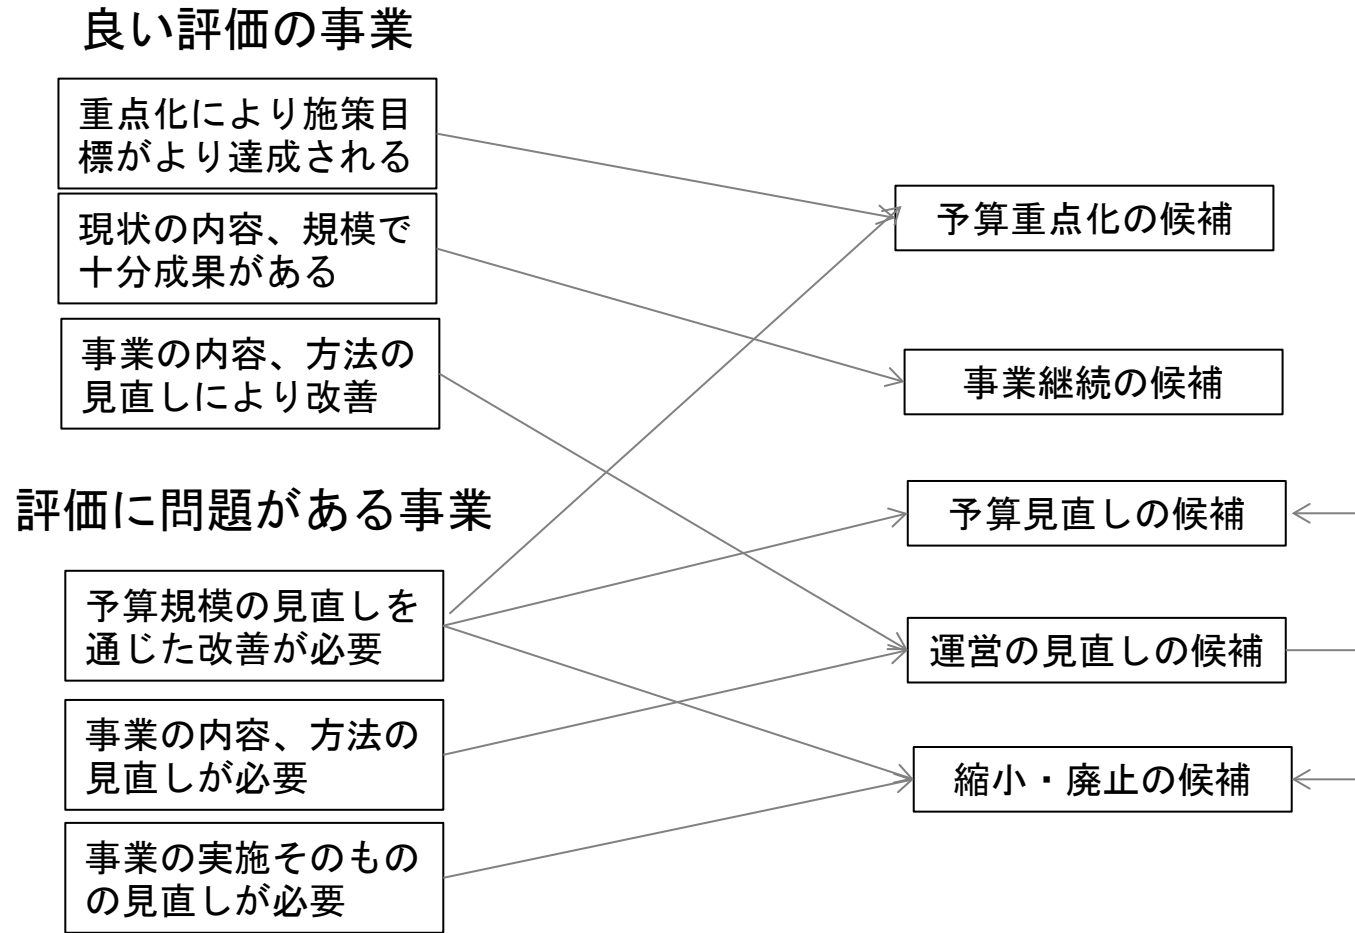 良い評価の事業
重点化により施策目
標がより達成される
現状の内容、規模で
十分成果がある
事業の内容、方法の
見直しにより改善
評価に問題がある事業
予算規模の見直しを
通じた改善が必要
事業の内容、方法の
見直しが必要
事業の実施そのもの
の見直しが必要
予算重点化の候補
事業継続の候補
予算見直しの候補
運営の見直しの候補
縮小・廃止の候補